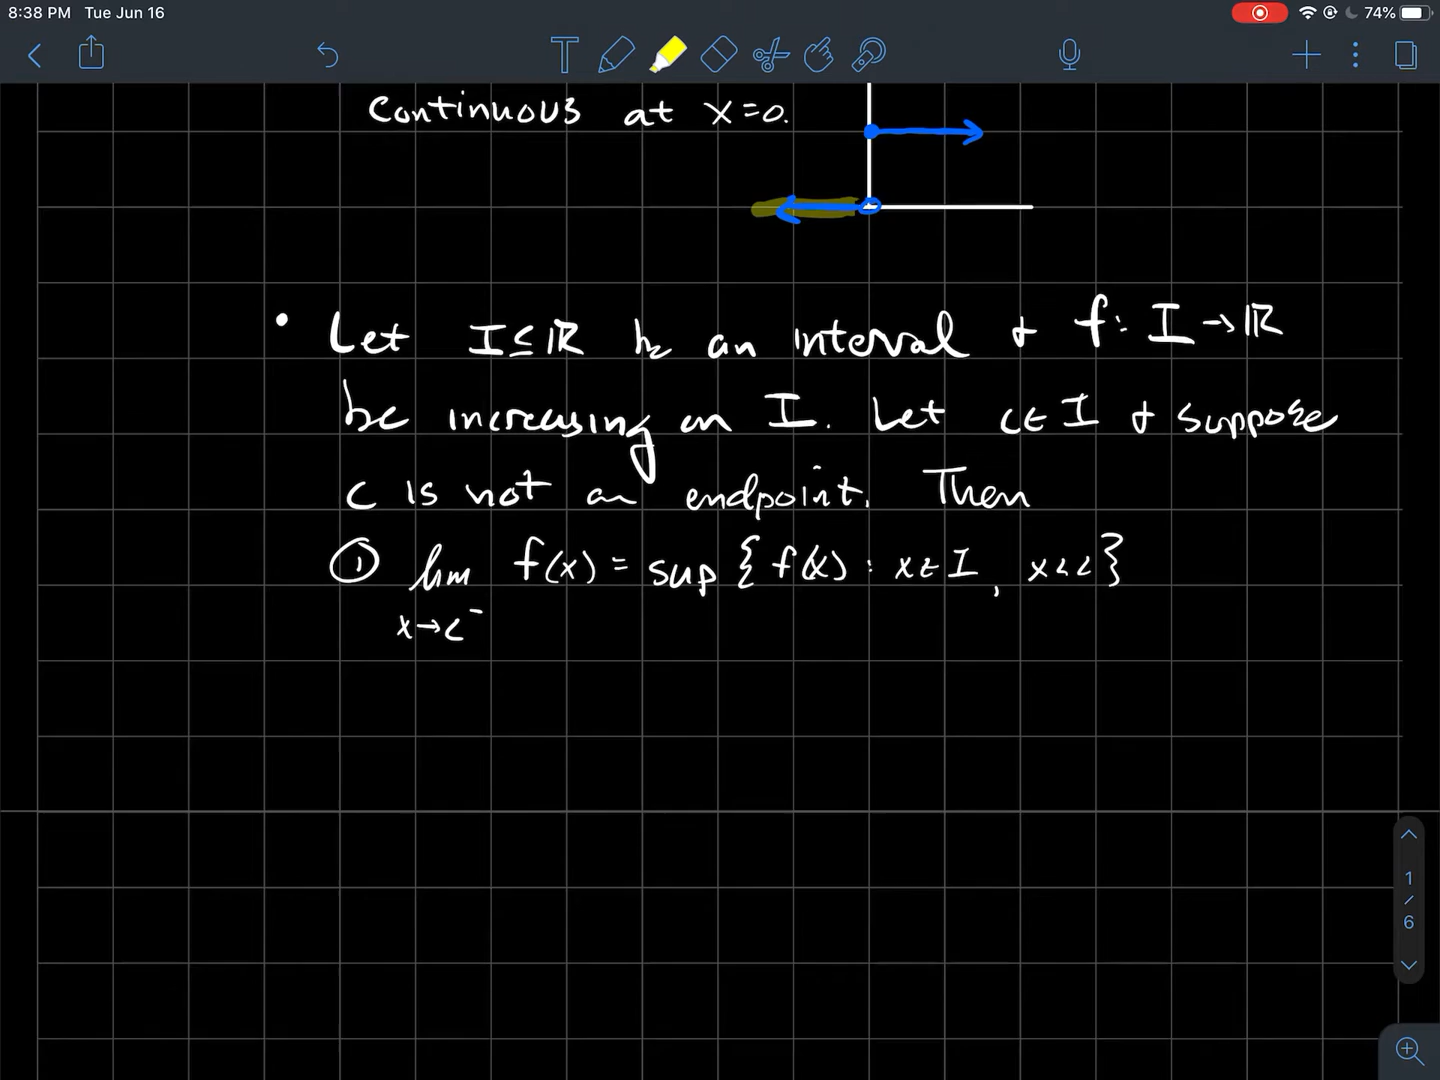 8:38 PM Tue Jun 16
74%
Continuous at x=0.
• Let I⊆ℝ be an interval & f: I→ℝ
be increasing on I. Let c∈I & suppose
c is not an endpoint. Then
① lim f(x) = sup { f(x) : x∈I, x<c }
x→c⁻
1
/
6